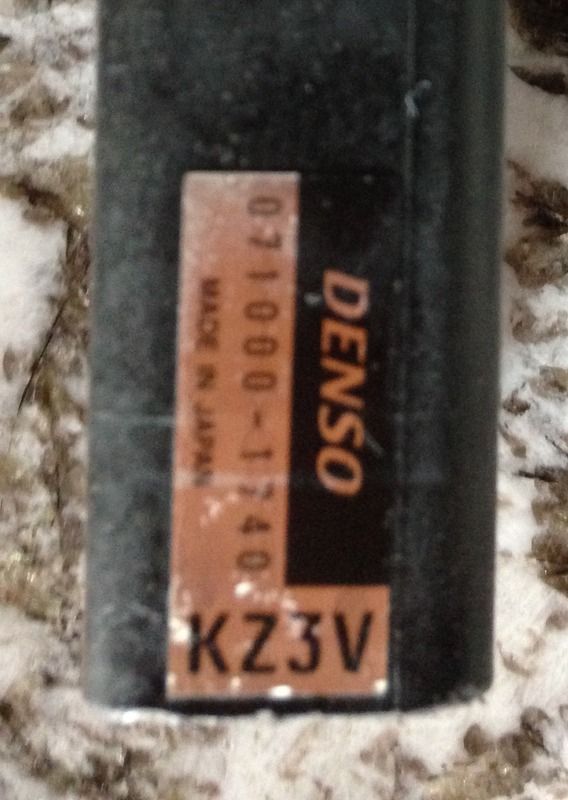 DENSO
071000-1740
MADE IN JAPAN
KZ3V